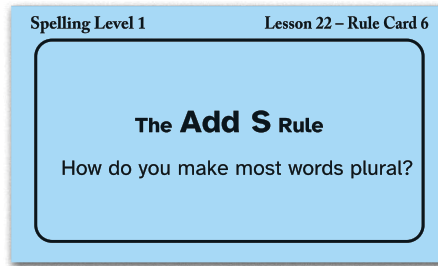 Spelling Level 1 Lesson 22 – Rule Card 6
The Add S Rule
How do you make most words plural?